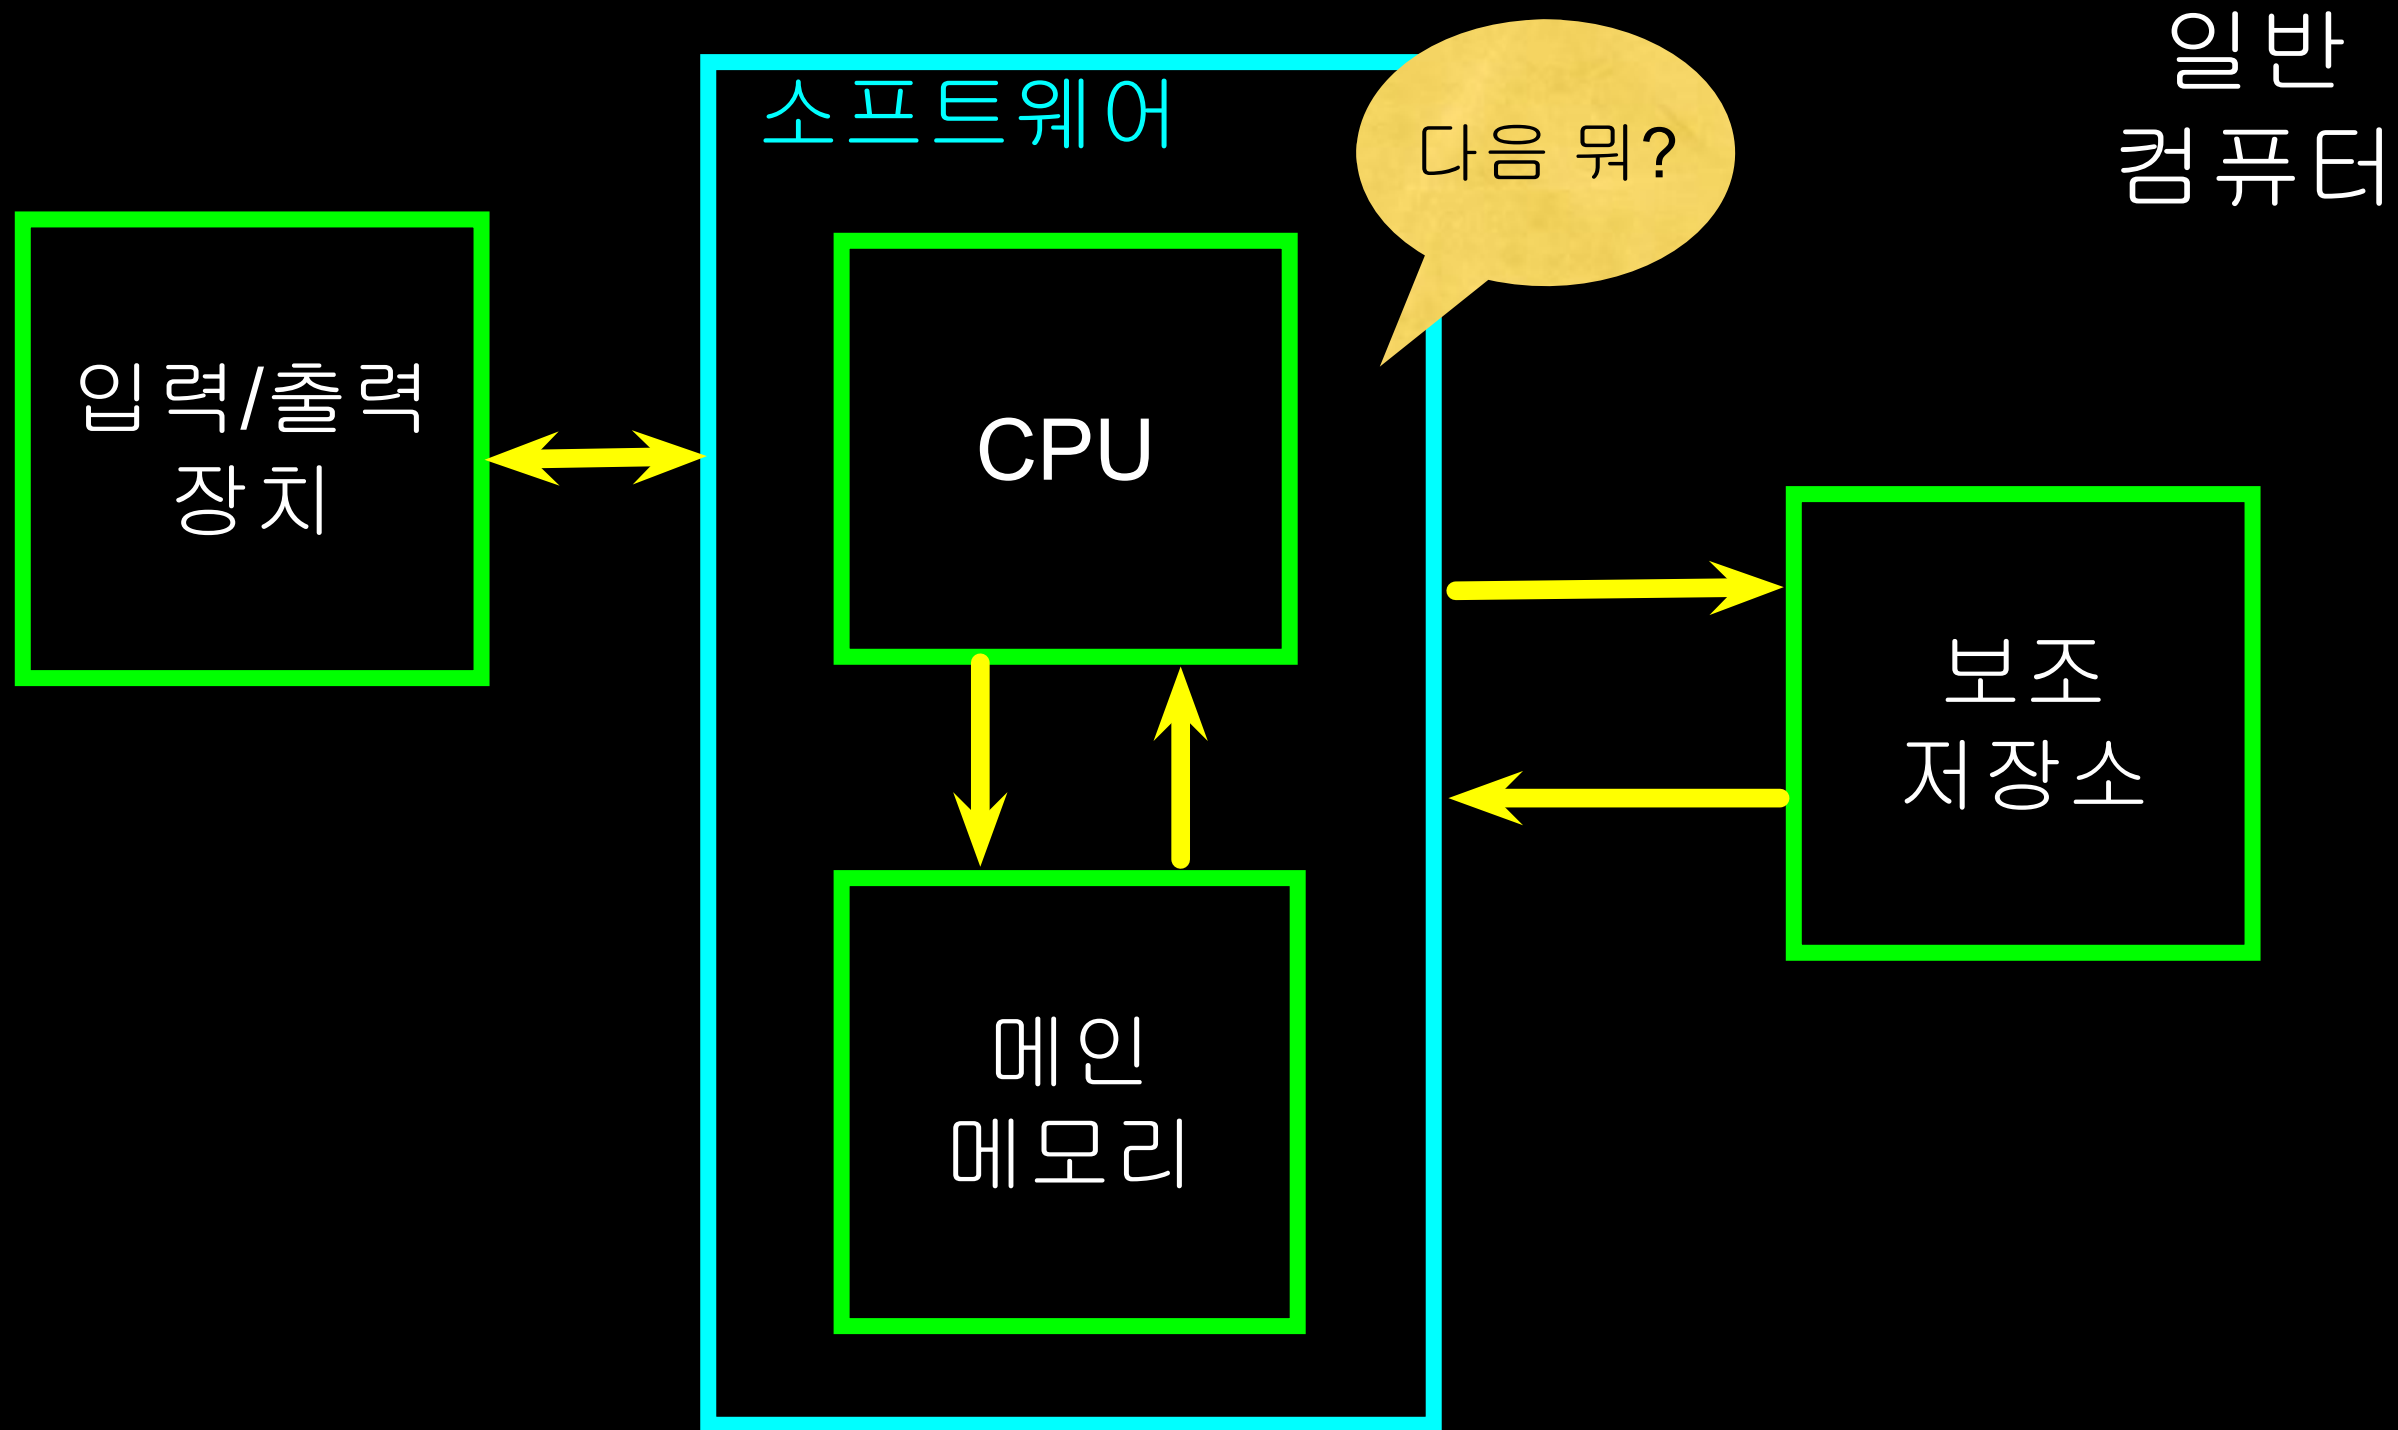 일반
컴퓨터
소프트웨어
다음 뭐?
입력/출력
장치
CPU
보조
저장소
메인
메모리